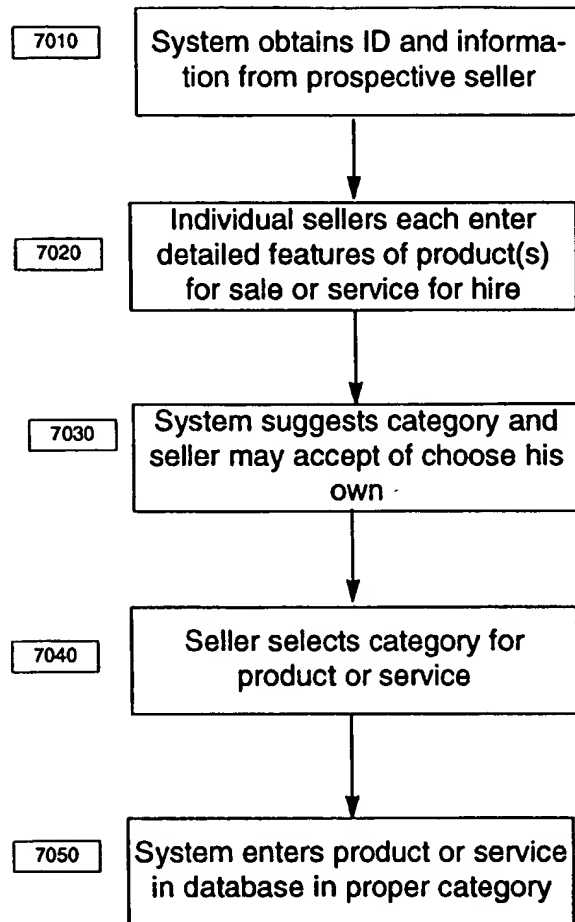 7010
System obtains ID and informa-
tion from prospective seller
7020
Individual sellers each enter
detailed features of product(s)
for sale or service for hire
7030
System suggests category and
seller may accept of choose his
own
7040
Seller selects category for
product or service
7050
System enters product or service
in database in proper category